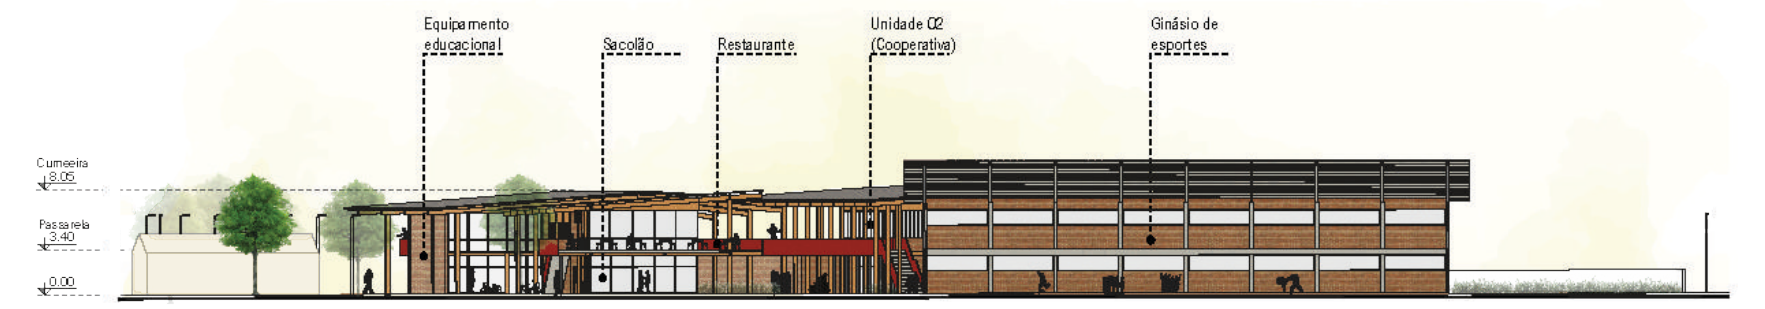 Equipamento
educacional
Sacolão
Restaurante
Unidade 02
(Cooperativa)
Ginásio de
esportes
Cumeeira
8.05
Passarela
3.40
0.00